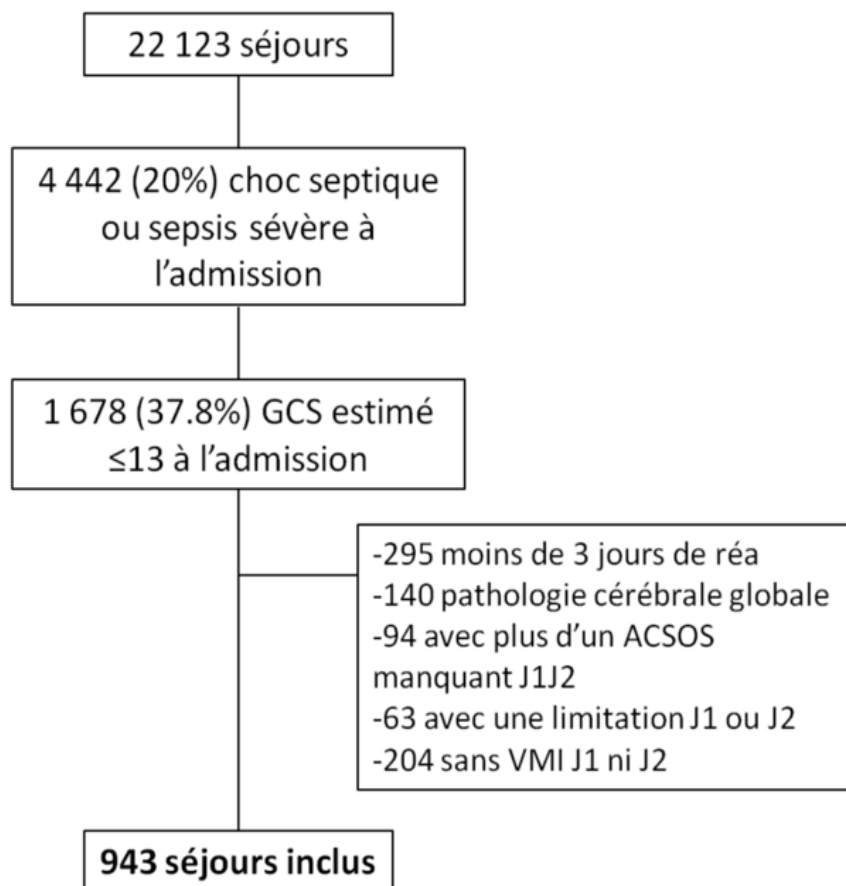 22 123 séjours
4 442 (20%) choc septique
ou sepsis sévère à
l'admission
1 678 (37.8%) GCS estimé
≤13 à l'admission
-295 moins de 3 jours de réa
-140 pathologie cérébrale globale
-94 avec plus d'un ACSOS
manquant J1J2
-63 avec une limitation J1 ou J2
-204 sans VMI J1 ni J2
943 séjours inclus